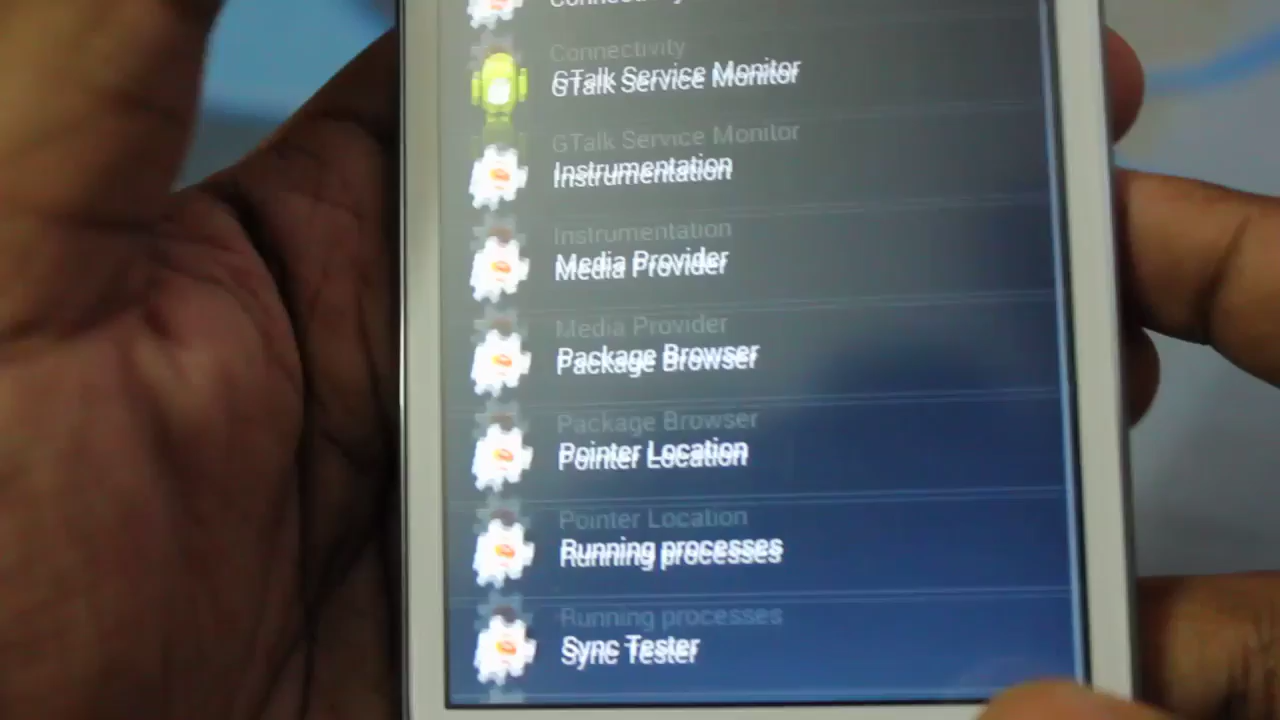 Connectivity
Connectivity
GTalk Service Monitor
GTalk Service Monitor
Instrumentation
Instrumentation
Media Provider
Media Provider
Package Browser
Package Browser
Pointer Location
Pointer Location
Running processes
Running processes
Sync Tester